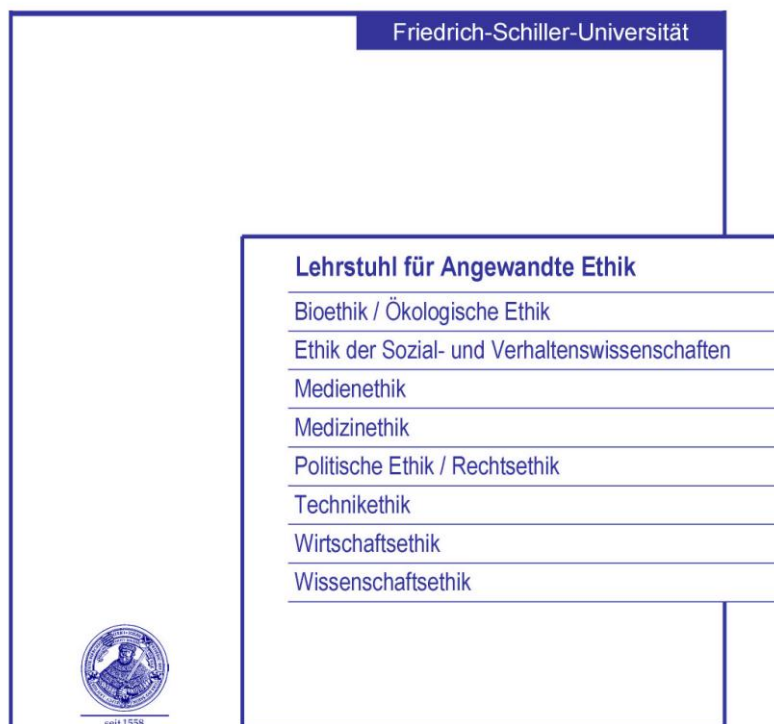 Friedrich-Schiller-Universität
Lehrstuhl für Angewandte Ethik
Bioethik / Ökologische Ethik
Ethik der Sozial- und Verhaltenswissenschaften
Medienethik
Medizinethik
Politische Ethik / Rechtsethik
Technikethik
Wirtschaftsethik
Wissenschaftsethik
seit 1558